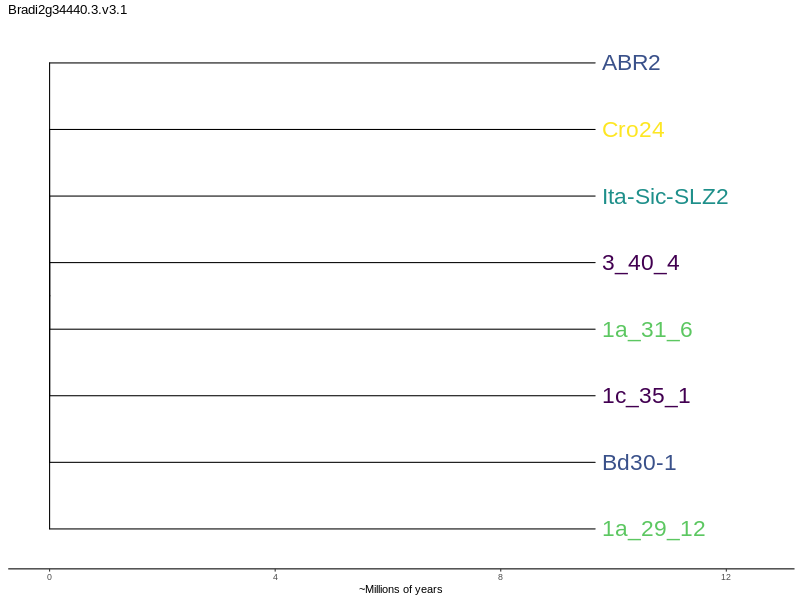 Bradi2g34440.3.v3.1
ABR2
Cro24
Ita-Sic-SLZ2
3_40_4
1a_31_6
1c_35_1
Bd30-1
1a_29_12
0 4 8 12
~Millions of years